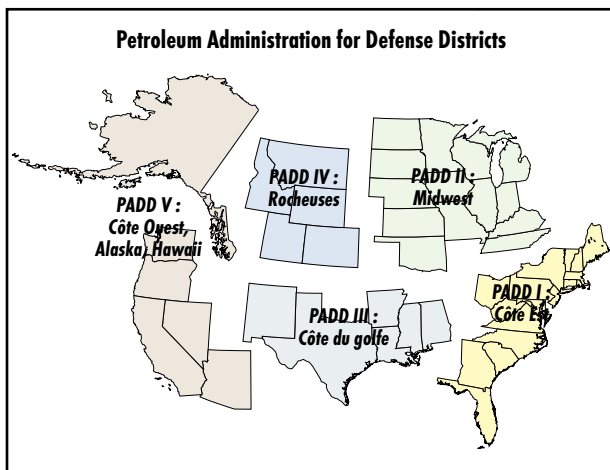 Petroleum Administration for Defense Districts
PADD IV :
Rocheuses
PADD II :
Midwest
PADD V :
Côte Ouest,
Alaska, Hawaii
PADD I :
Côte Est
PADD III :
Côte du golfe